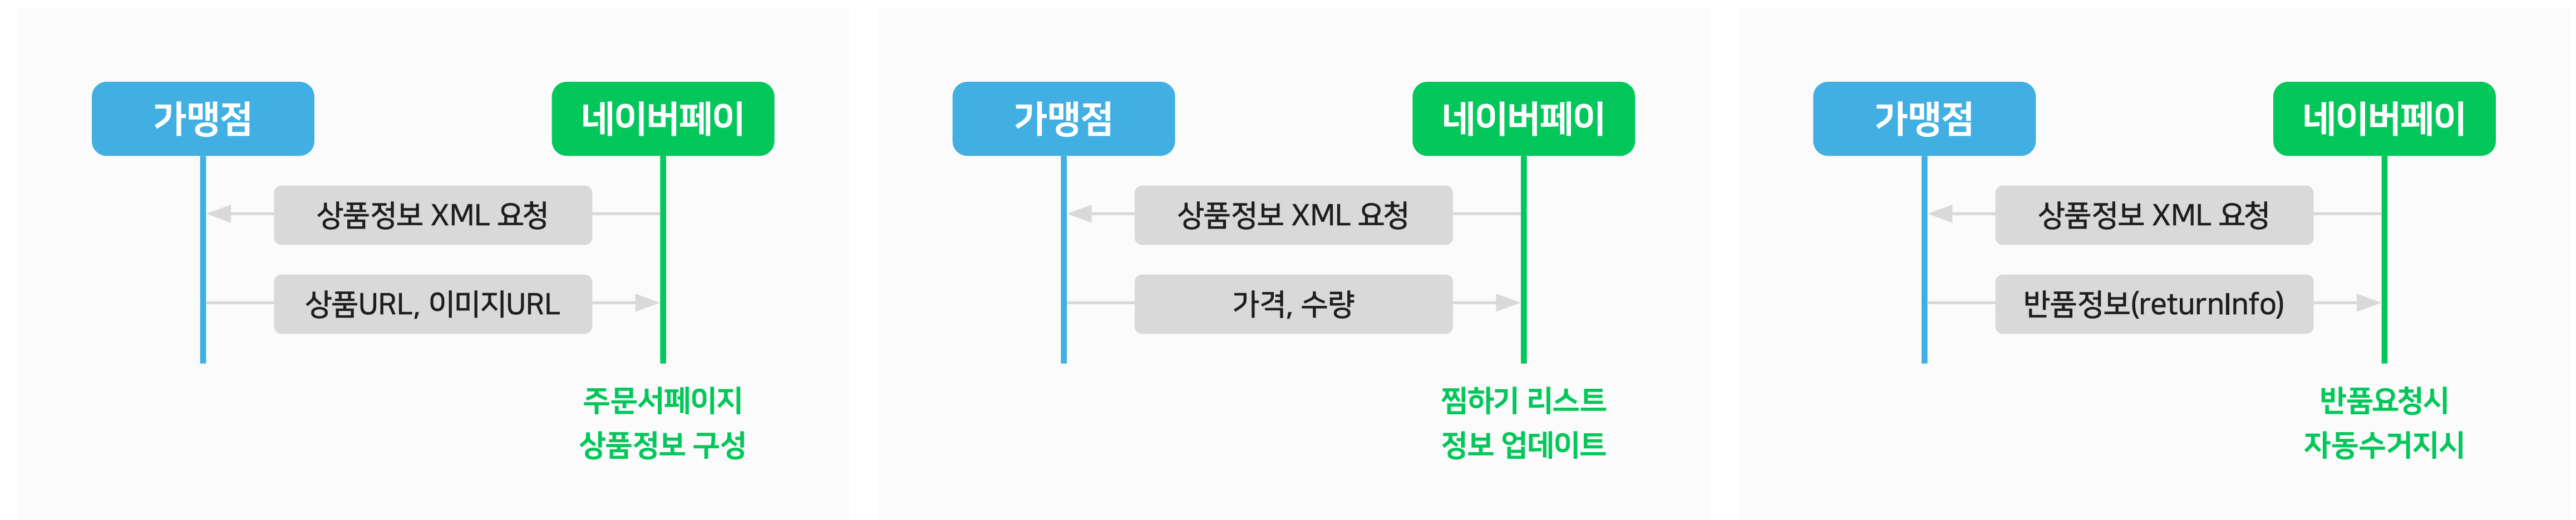 가맹점
네이버페이
상품정보 XML 요청
상품URL, 이미지URL
주문서페이지
상품정보 구성
가맹점
네이버페이
상품정보 XML 요청
가격, 수량
찜하기 리스트
정보 업데이트
가맹점
네이버페이
상품정보 XML 요청
반품정보(returnInfo)
반품요청시
자동수거지시